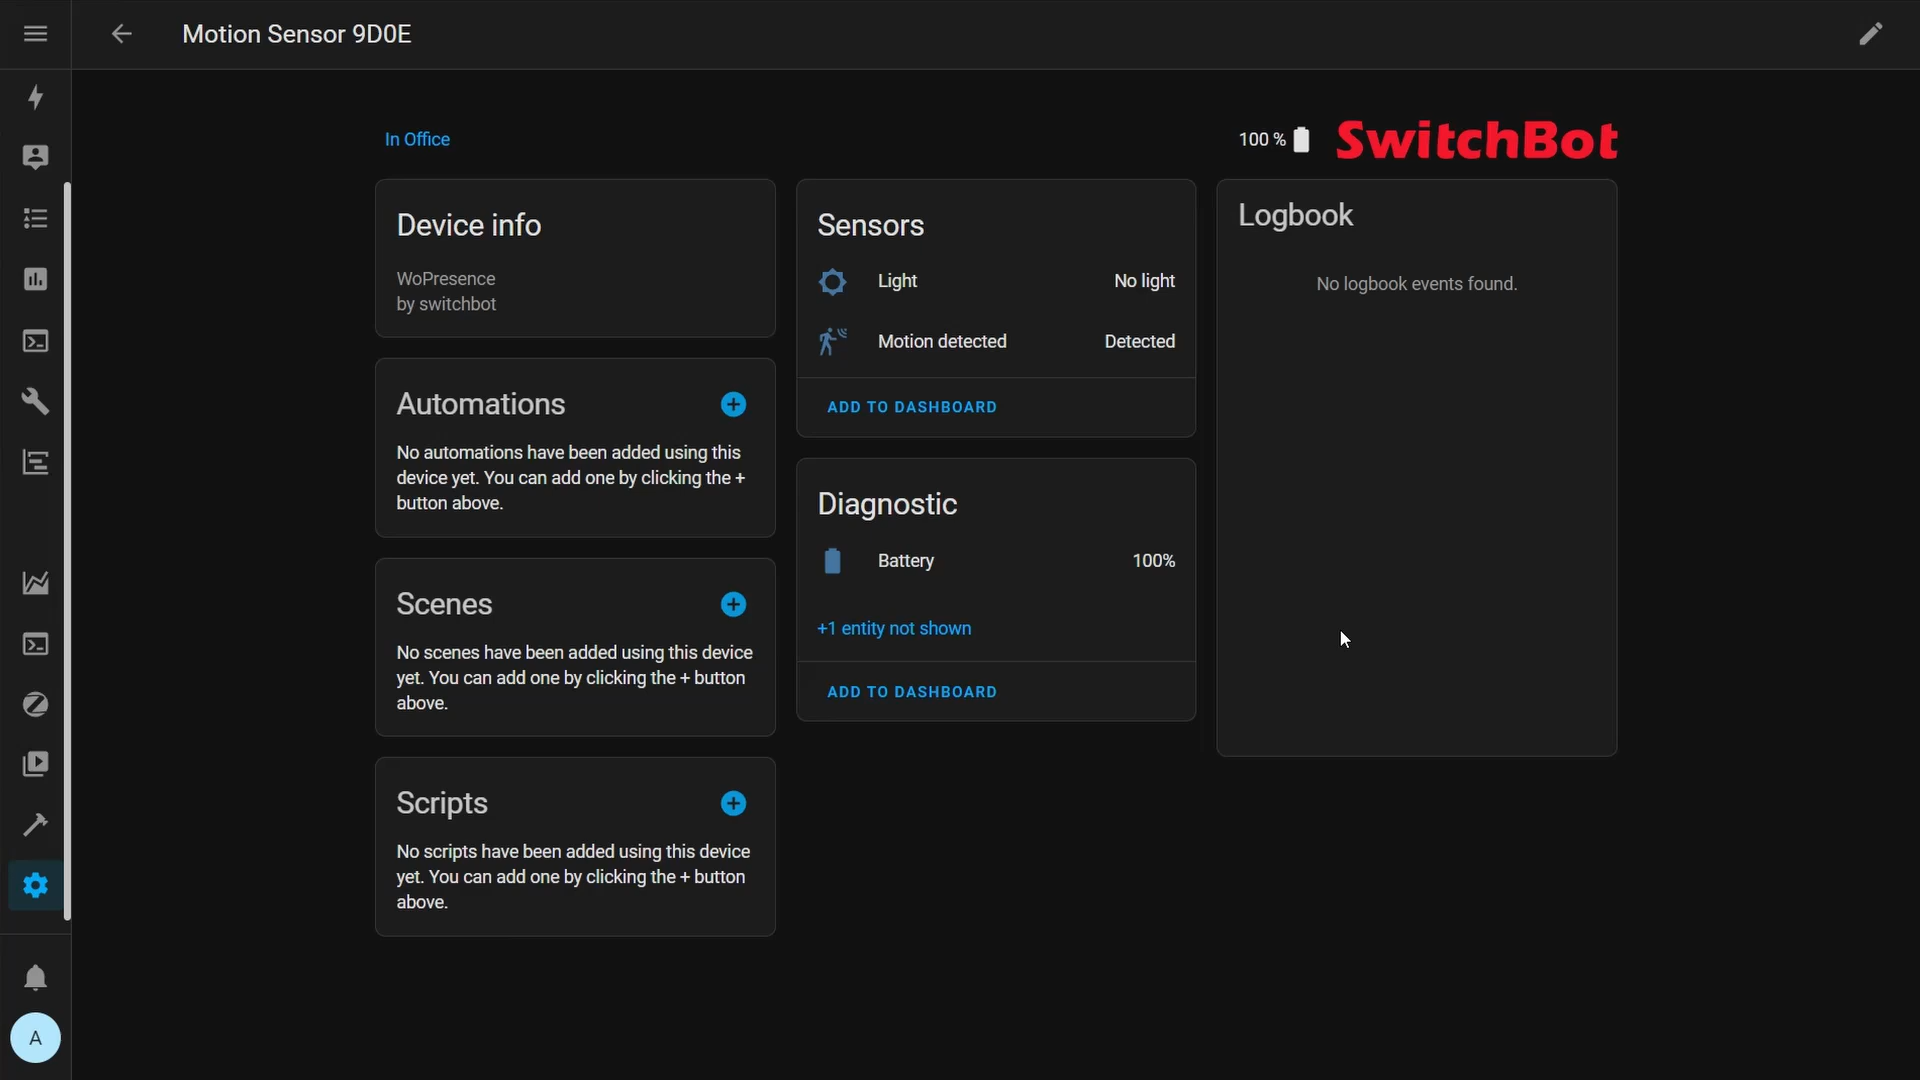 Motion Sensor 9D0E
In Office
100 %
SwitchBot
Device info
WoPresence
by switchbot
Automations
No automations have been added using this
device yet. You can add one by clicking the +
button above.
Scenes
No scenes have been added using this device
yet. You can add one by clicking the + button
above.
Scripts
No scripts have been added using this device
yet. You can add one by clicking the + button
above.
Sensors
Light No light
Motion detected Detected
ADD TO DASHBOARD
Diagnostic
Battery 100%
+1 entity not shown
ADD TO DASHBOARD
Logbook
No logbook events found.
A